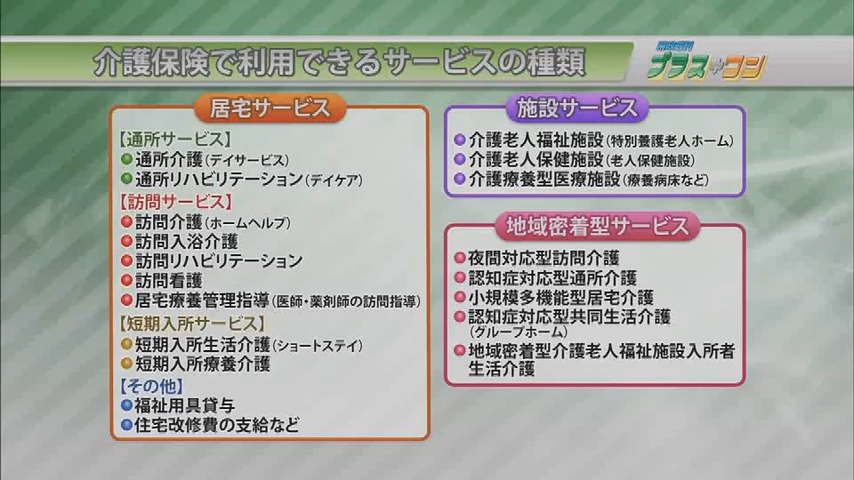 介護保険で利用できるサービスの種類
プラス+ワン
居宅サービス
【通所サービス】
通所介護（デイサービス）
通所リハビリテーション（デイケア）
【訪問サービス】
訪問介護（ホームヘルプ）
訪問入浴介護
訪問リハビリテーション
訪問看護
居宅療養管理指導（医師・薬剤師の訪問指導）
【短期入所サービス】
短期入所生活介護（ショートステイ）
短期入所療養介護
【その他】
福祉用具貸与
住宅改修費の支給など
施設サービス
介護老人福祉施設（特別養護老人ホーム）
介護老人保健施設（老人保健施設）
介護療養型医療施設（療養病床など）
地域密着型サービス
夜間対応型訪問介護
認知症対応型通所介護
小規模多機能型居宅介護
認知症対応型共同生活介護
（グループホーム）
地域密着型介護老人福祉施設入所者
生活介護